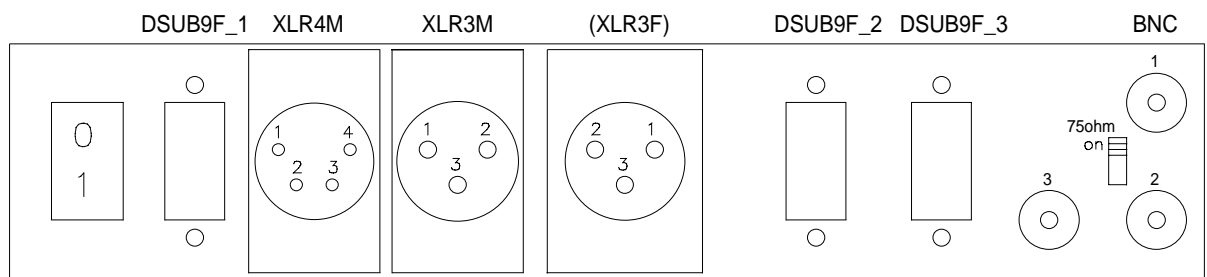 DSUB9F_1 XLR4M XLR3M (XLR3F) DSUB9F_2 DSUB9F_3 BNC
1
0
1 4 1 2 2 1 75ohm
on
3 3
1 2 3 3 2